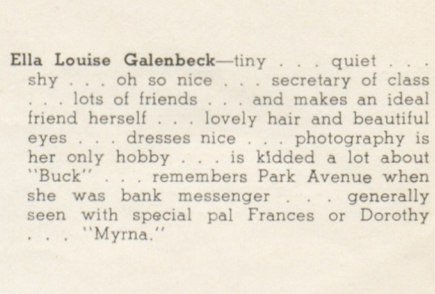 Ella Louise Galenbeck—tiny . . . quiet . . .
shy . . . oh so nice . . . secretary of class
. . . lots of friends . . . and makes an ideal
friend herself . . . lovely hair and beautiful
eyes . . . dresses nice . . . photography is
her only hobby . . . is kidded a lot about
"Buck" . . . remembers Park Avenue when
she was bank messenger . . . generally
seen with special pal Frances or Dorothy
. . . "Myrna."